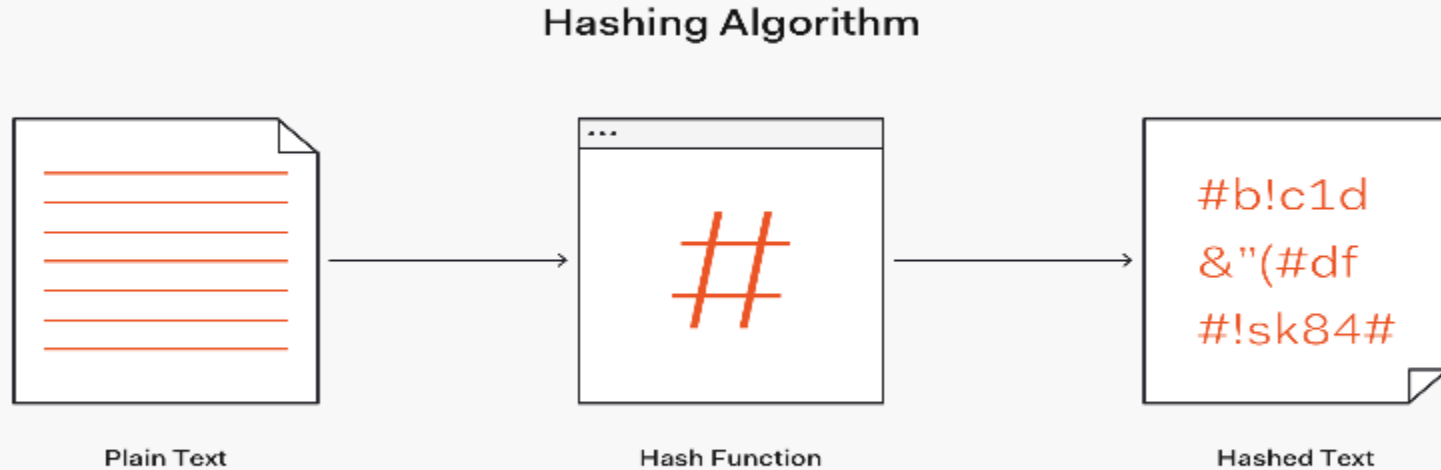 Hashing Algorithm
#
#b!c1d
&”(#df
#!sk84#
Plain Text
Hash Function
Hashed Text